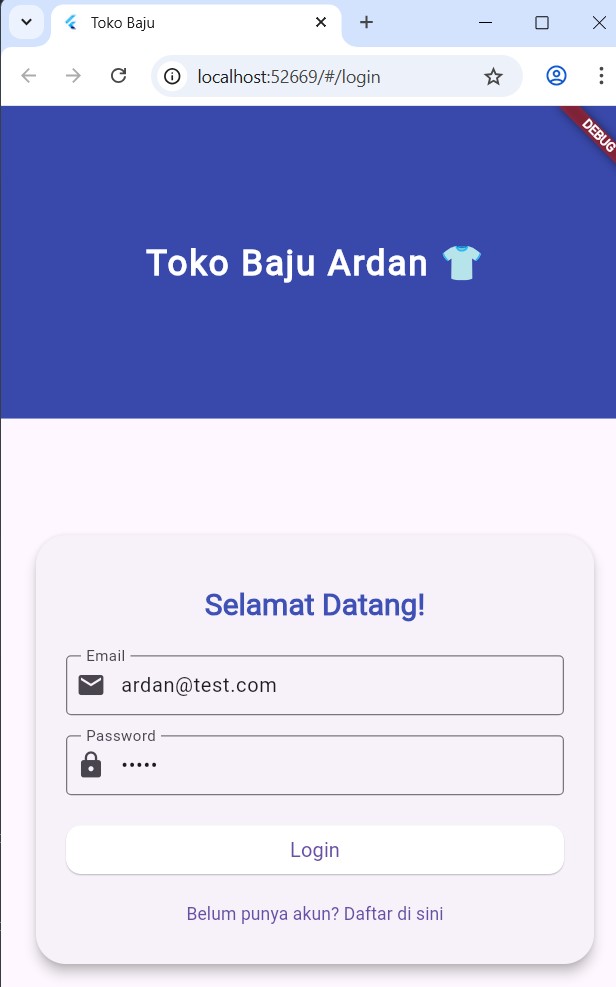 Toko Baju
localhost:52669/#/login
DEBUG
Toko Baju Ardan 👕
Selamat Datang!
Email
ardan@test.com
Password
•••••
Login
Belum punya akun? Daftar di sini